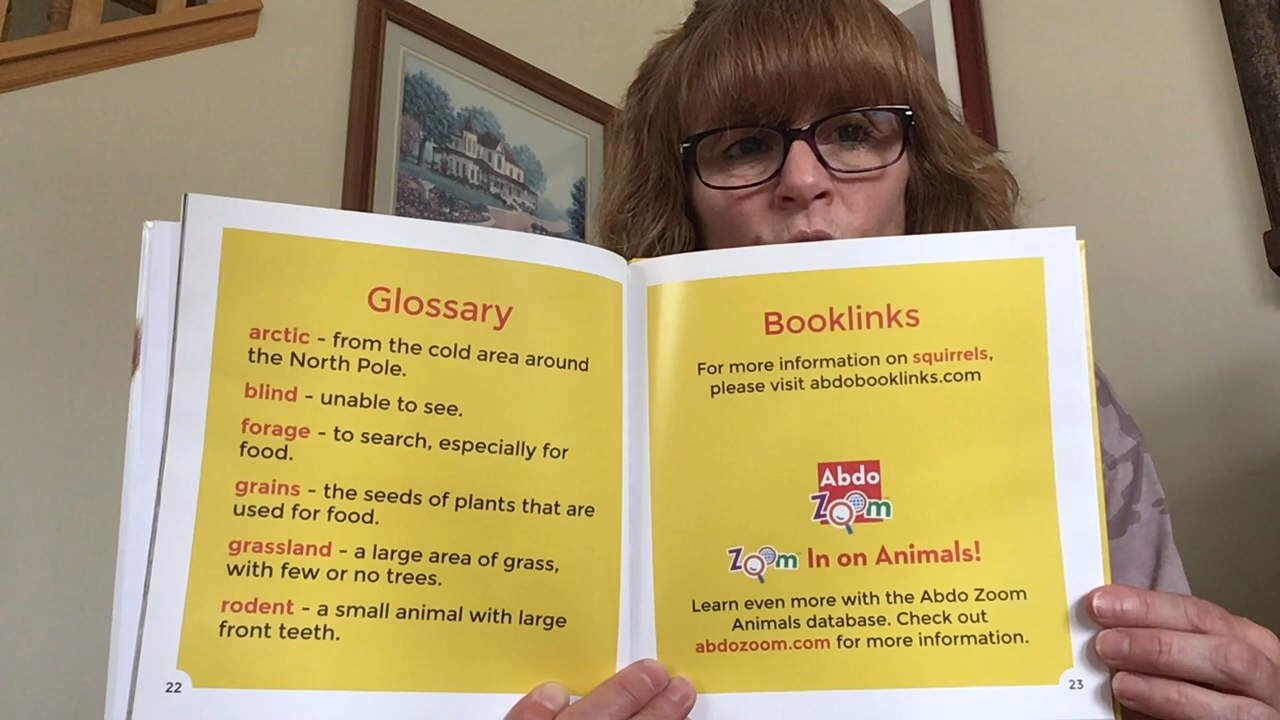 Glossary
arctic - from the cold area around
the North Pole.
blind - unable to see.
forage - to search, especially for
food.
grains - the seeds of plants that are
used for food.
grassland - a large area of grass,
with few or no trees.
rodent - a small animal with large
front teeth.
22
Booklinks
For more information on squirrels,
please visit abdobooklinks.com
Abdo
Zoom
Zoom In on Animals!
Learn even more with the Abdo Zoom
Animals database. Check out
abdozoom.com for more information.
23